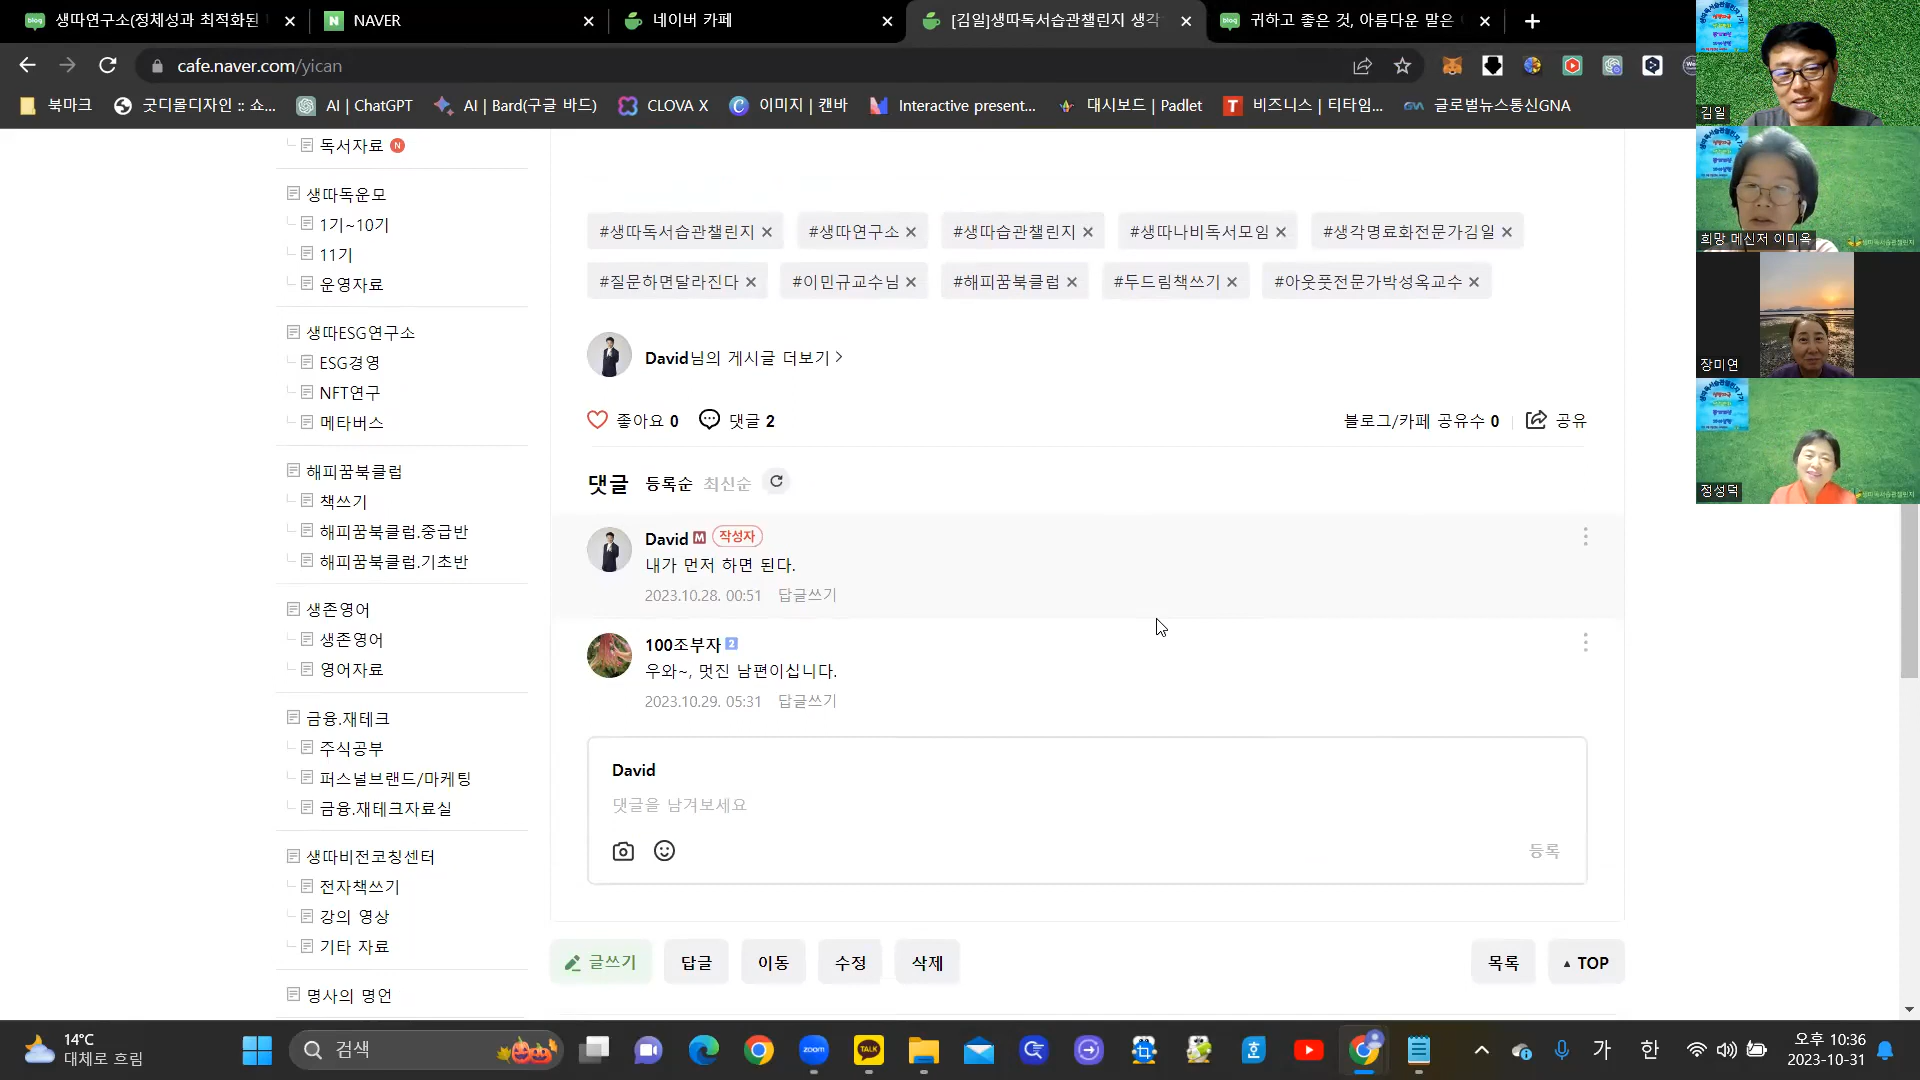 생따연구소(정체성과 최적화된
NAVER
네이버 카페
[김일]생따독서습관챌린지 생각
귀하고 좋은 것, 아름다운 말은
cafe.naver.com/yican
북마크
굿디몰디자인 :: 쇼...
AI | ChatGPT
AI | Bard(구글 바드)
CLOVA X
이미지 | 캔바
Interactive present...
대시보드 | Padlet
비즈니스 | 티타임...
글로벌뉴스통신GNA
독서자료 N
생따독운모
1기~10기
11기
운영자료
생따ESG연구소
ESG경영
NFT연구
메타버스
해피꿈북클럽
책쓰기
해피꿈북클럽.중급반
해피꿈북클럽.기초반
생존영어
생존영어
영어자료
금융.재테크
주식공부
퍼스널브랜드/마케팅
금융.재테크자료실
생따비전코칭센터
전자책쓰기
강의 영상
기타 자료
명사의 명언
#생따독서습관챌린지 #생따연구소 #생따습관챌린지 #생따나비독서모임 #생각명료화전문가김일
#질문하면달라진다 #이민규교수님 #해피꿈북클럽 #두드림책쓰기 #아웃풋전문가박성옥교수
David님의 게시글 더보기
좋아요 0 댓글 2
블로그/카페 공유수 0 공유
댓글 등록순 최신순
David M 작성자
내가 먼저 하면 된다.
2023.10.28. 00:51 답글쓰기
100조부자 2
우와~, 멋진 남편이십니다.
2023.10.29. 05:31 답글쓰기
David
댓글을 남겨보세요
등록
글쓰기 답글 이동 수정 삭제
목록 TOP
김일
희망 메신저 이미옥
장미연
정성덕
14°C
대체로 흐림
검색
zoom
TALK
가
한
오후 10:36
2023-10-31